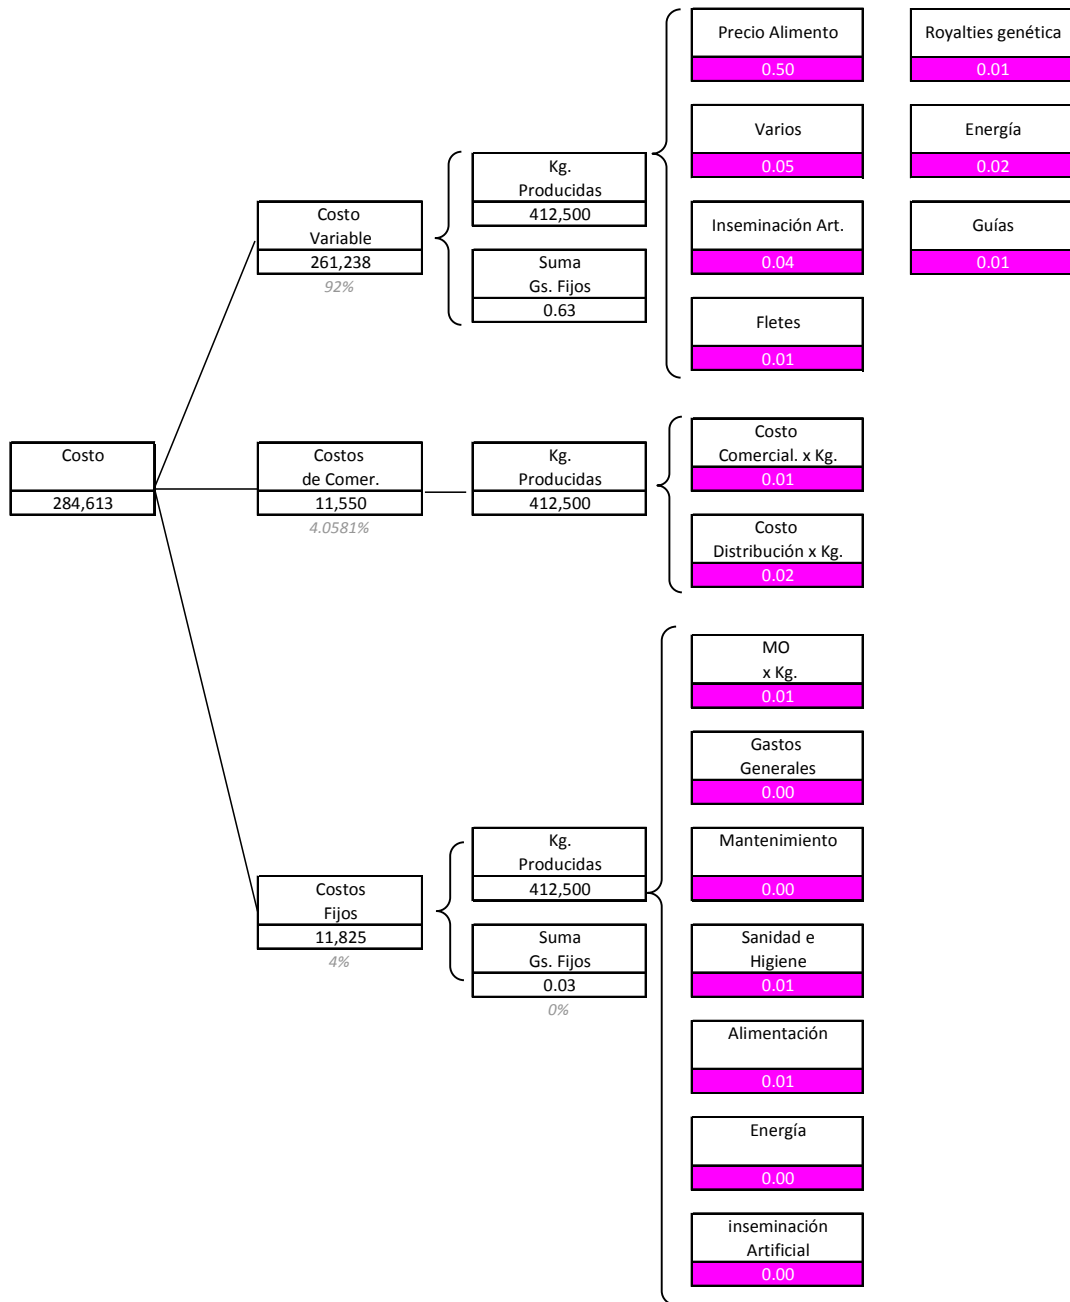 Precio Alimento
0.50
Royalties genética
0.01
Varios
0.05
Energía
0.02
Kg.
Producidas
412,500
Costo
Variable
261,238
92%
Inseminación Art.
0.04
Guías
0.01
Suma
Gs. Fijos
0.63
Fletes
0.01
Costo
284,613
Costos
de Comer.
11,550
4.0581%
Kg.
Producidas
412,500
Costo
Comercial. x Kg.
0.01
Costo
Distribución x Kg.
0.02
MO
x Kg.
0.01
Gastos
Generales
0.00
Kg.
Producidas
412,500
Mantenimiento
0.00
Costos
Fijos
11,825
4%
Suma
Gs. Fijos
0.03
0%
Sanidad e
Higiene
0.01
Alimentación
0.01
Energía
0.00
inseminación
Artificial
0.00